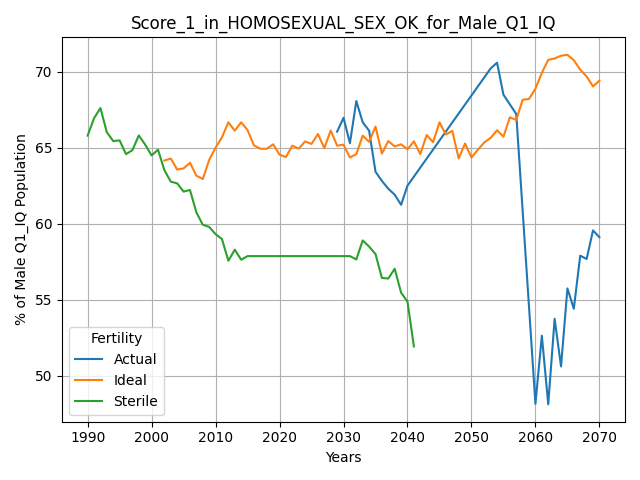 Score_1_in_HOMOSEXUAL_SEX_OK_for_Male_Q1_IQ
% of Male Q1_IQ Population
70
65
60
55
50
Fertility
Actual
Ideal
Sterile
1990 2000 2010 2020 2030 2040 2050 2060 2070
Years